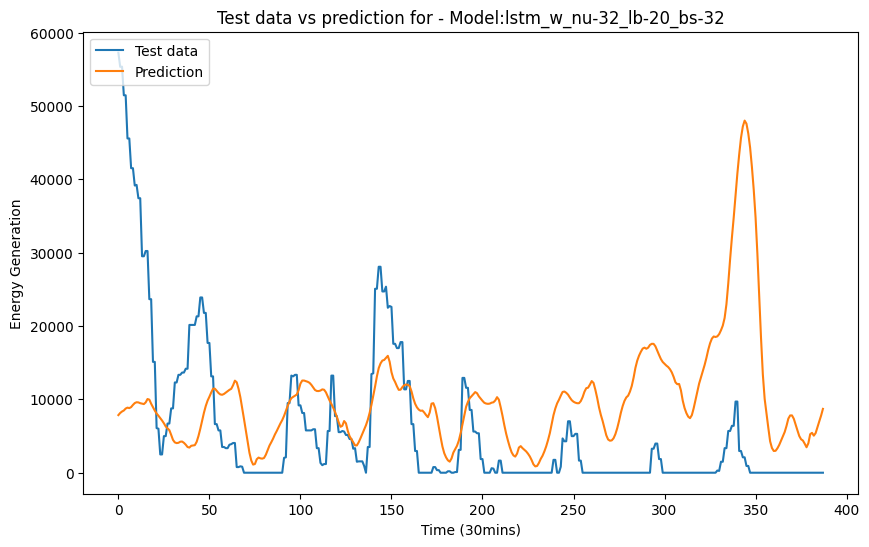 Test data vs prediction for - Model:lstm_w_nu-32_lb-20_bs-32
60000
50000
40000
30000
20000
10000
0
Energy Generation
Test data
Prediction
0 50 100 150 200 250 300 350 400
Time (30mins)